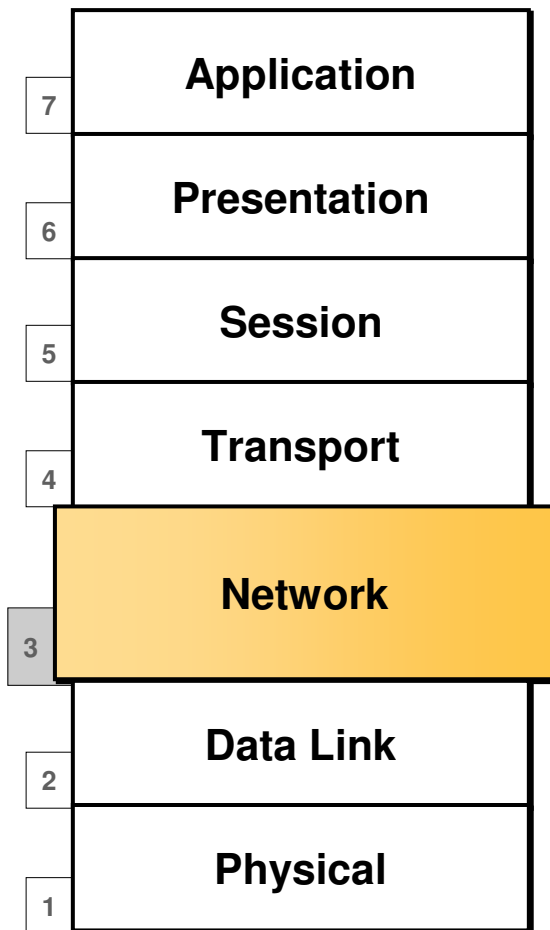 Application
7
Presentation
6
Session
5
Transport
4
Network
3
Data Link
2
Physical
1